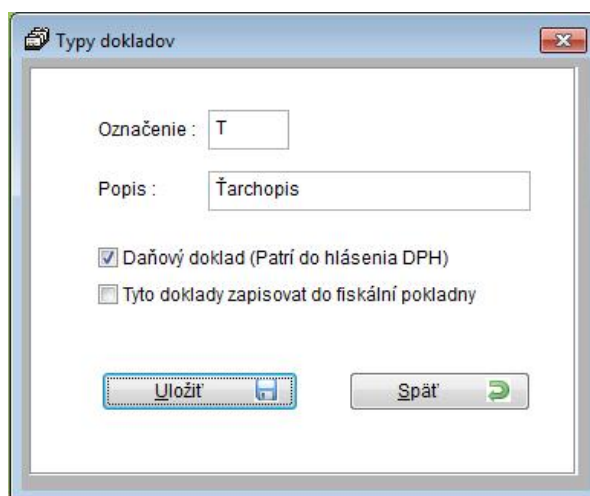 Typy dokladov
Označenie : T
Popis : Ťarchopis
Daňový doklad (Patrí do hlásenia DPH)
Tyto doklady zapisovat do fiskální pokladny
Uložiť
Späť